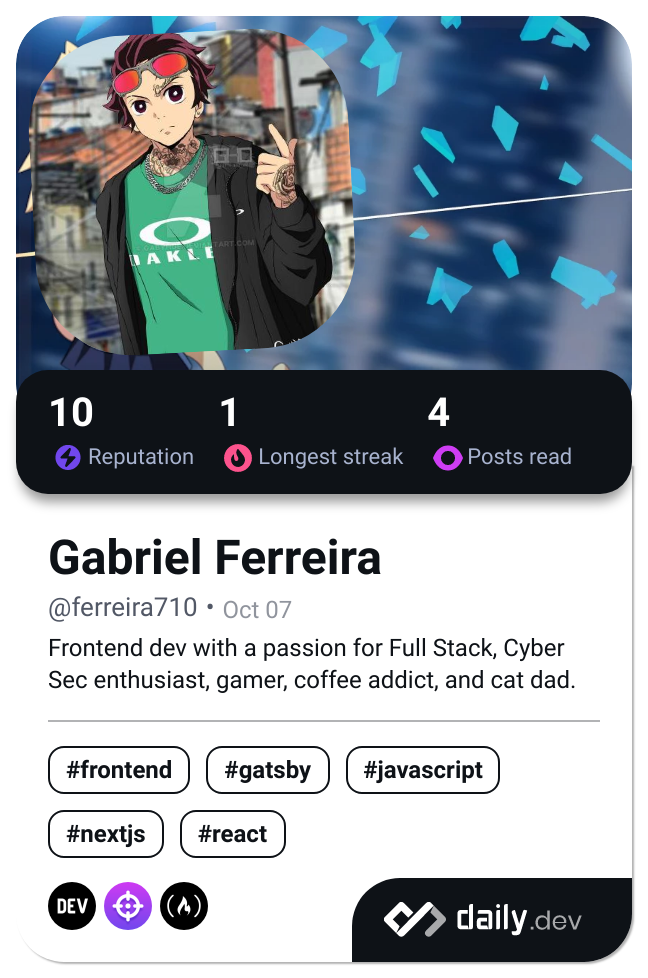 OAKLE
10
1
4
Reputation
Longest streak
Posts read
Gabriel Ferreira
@ferreira710 • Oct 07
Frontend dev with a passion for Full Stack, Cyber
Sec enthusiast, gamer, coffee addict, and cat dad.
#frontend
#gatsby
#javascript
#nextjs
#react
DEV
daily.dev